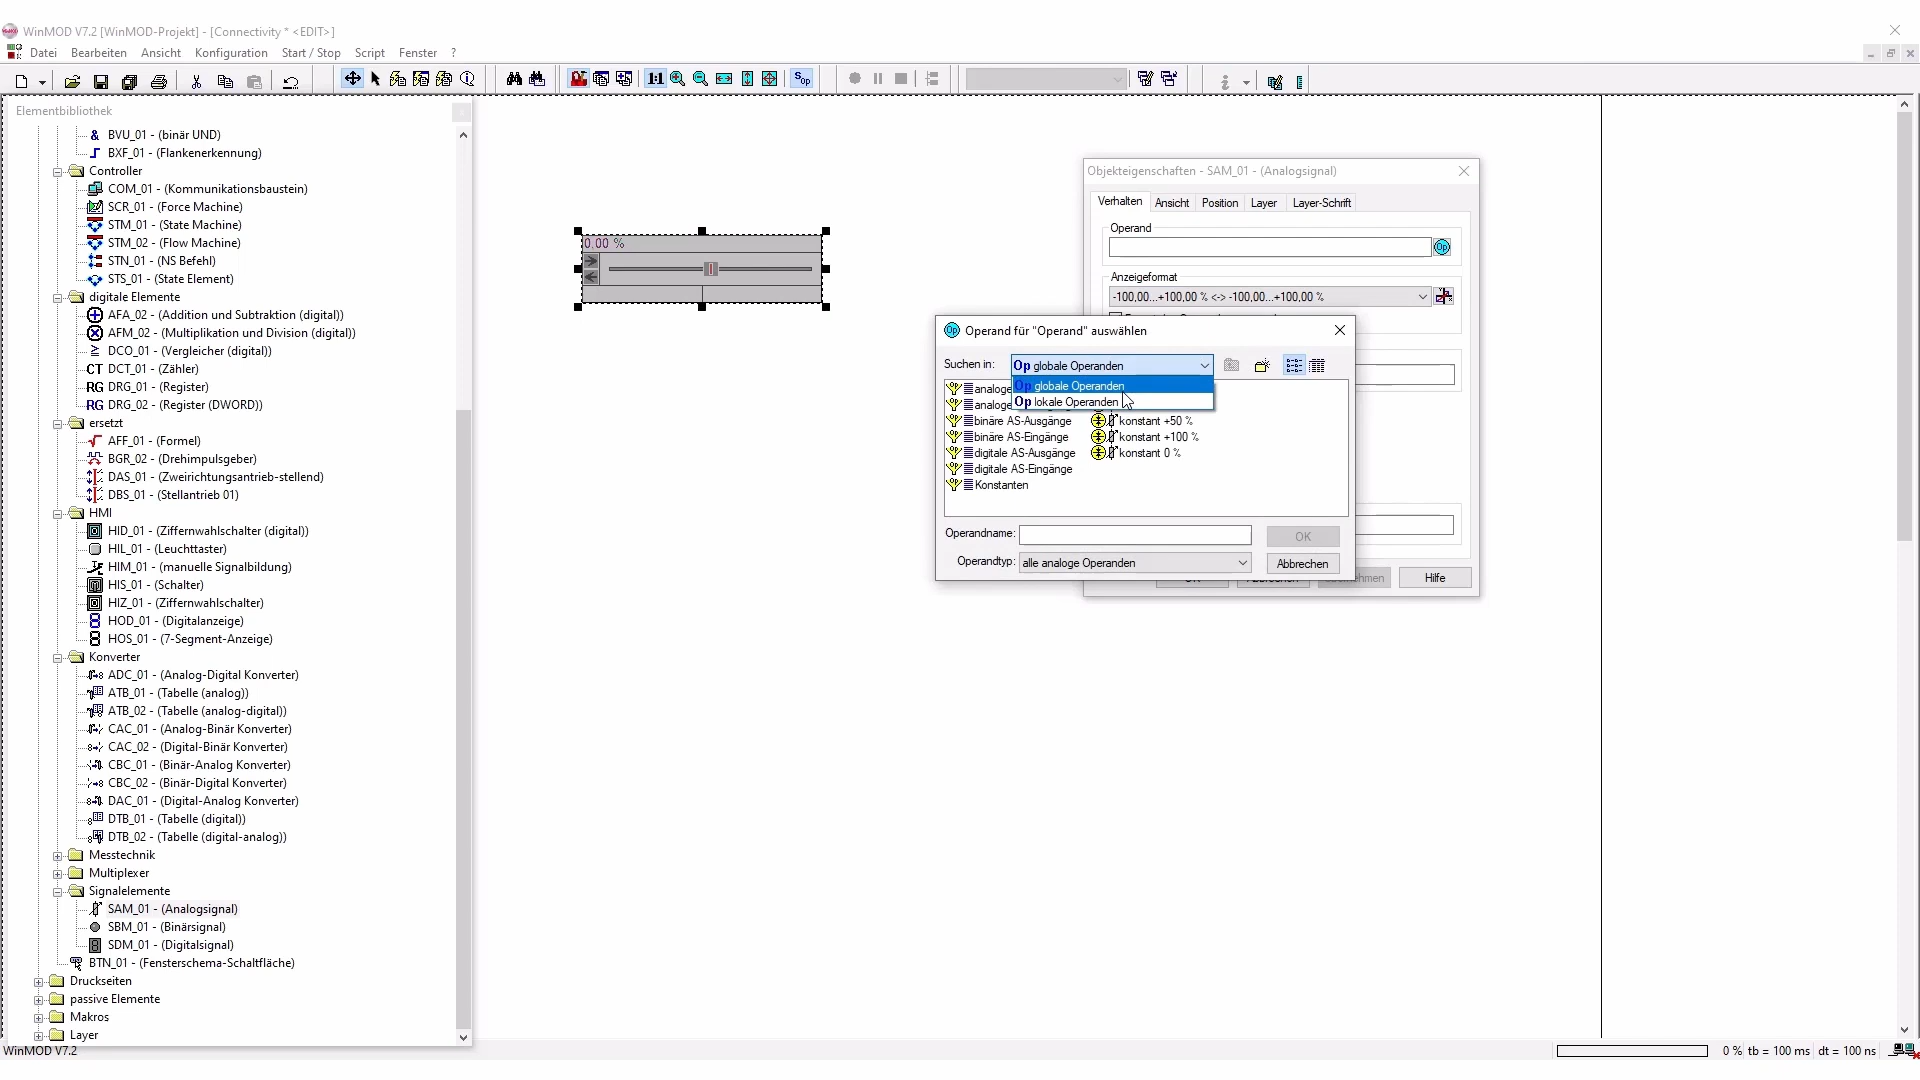 WinMOD V7.2 [WinMOD-Projekt] - [Connectivity * <EDIT>]
Datei Bearbeiten Ansicht Konfiguration Start / Stop Script Fenster ?
1:1
Elementbibliothek
BVU_01 - (binär UND)
BXF_01 - (Flankenerkennung)
Controller
COM_01 - (Kommunikationsbaustein)
SCR_01 - (Force Machine)
STM_01 - (State Machine)
STM_02 - (Flow Machine)
STN_01 - (NS Befehl)
STS_01 - (State Element)
digitale Elemente
AFA_02 - (Addition und Subtraktion (digital))
AFM_02 - (Multiplikation und Division (digital))
DCO_01 - (Vergleicher (digital))
CT DCT_01 - (Zähler)
RG DRG_01 - (Register)
RG DRG_02 - (Register (DWORD))
ersetzt
AFF_01 - (Formel)
BGR_02 - (Drehimpulsgeber)
DAS_01 - (Zweirichtungsantrieb-stellend)
DBS_01 - (Stellantrieb 01)
HMI
HID_01 - (Ziffernwahlschalter (digital))
HIL_01 - (Leuchttaster)
HIM_01 - (manuelle Signalbildung)
HIS_01 - (Schalter)
HIZ_01 - (Ziffernwahlschalter)
HOD_01 - (Digitalanzeige)
HOS_01 - (7-Segment-Anzeige)
Konverter
ADC_01 - (Analog-Digital Konverter)
ATB_01 - (Tabelle (analog))
ATB_02 - (Tabelle (analog-digital))
CAC_01 - (Analog-Binär Konverter)
CAC_02 - (Digital-Binär Konverter)
CBC_01 - (Binär-Analog Konverter)
CBC_02 - (Binär-Digital Konverter)
DAC_01 - (Digital-Analog Konverter)
DTB_01 - (Tabelle (digital))
DTB_02 - (Tabelle (digital-analog))
Messtechnik
Multiplexer
Signalelemente
SAM_01 - (Analogsignal)
SBM_01 - (Binärsignal)
SDM_01 - (Digitalsignal)
BTN_01 - (Fensterschema-Schaltfläche)
Druckseiten
passive Elemente
Makros
Layer
0,00 %
Objekteigenschaften - SAM_01 - (Analogsignal)
Verhalten Ansicht Position Layer Layer-Schrift
Operand
Op
Anzeigeformat
-100,00...+100,00 % <-> -100,00...+100,00 %
Hilfe
Op Operand für "Operand" auswählen
Suchen in: Op globale Operanden
Op globale Operanden
Op lokale Operanden
analoge
analoge
binäre AS-Ausgänge
binäre AS-Eingänge
digitale AS-Ausgänge
digitale AS-Eingänge
Konstanten
konstant +50 %
konstant +100 %
konstant 0 %
Operandname:
OK
Operandtyp: alle analoge Operanden
Abbrechen
WinMOD V7.2
0 % tb = 100 ms dt = 100 ns